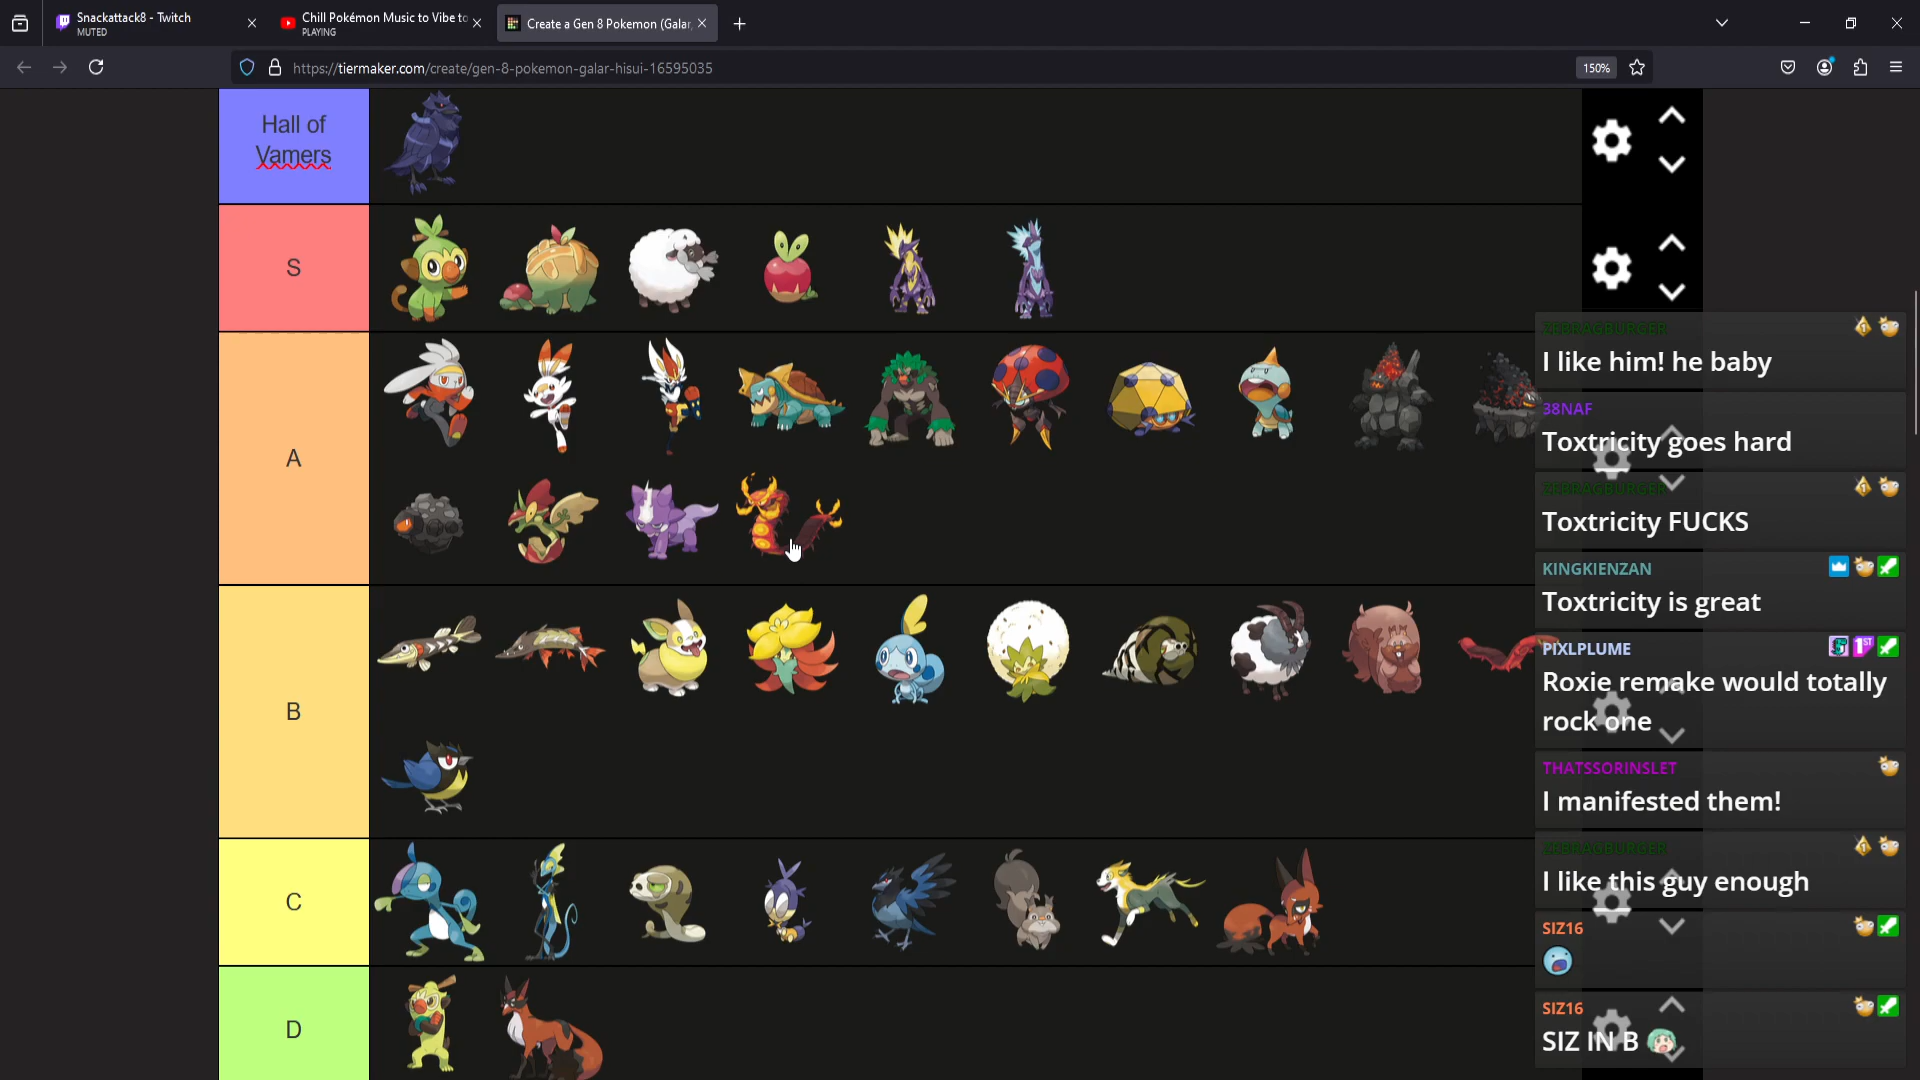 Snackattack8 - Twitch
MUTED
Chill Pokémon Music to Vibe to
PLAYING
Create a Gen 8 Pokemon (Galar,
https://tiermaker.com/create/gen-8-pokemon-galar-hisui-16595035
150%
Hall of
Vamers
S
A
B
C
D
ZEBRAGBURGER
I like him! he baby
38NAF
Toxtricity goes hard
ZEBRAGBURGER
Toxtricity FUCKS
KINGKIENZAN
Toxtricity is great
PIXLPLUME
Roxie remake would totally
rock one
THATSSORINSLET
I manifested them!
ZEBRAGBURGER
I like this guy enough
SIZ16
SIZ16
SIZ IN B